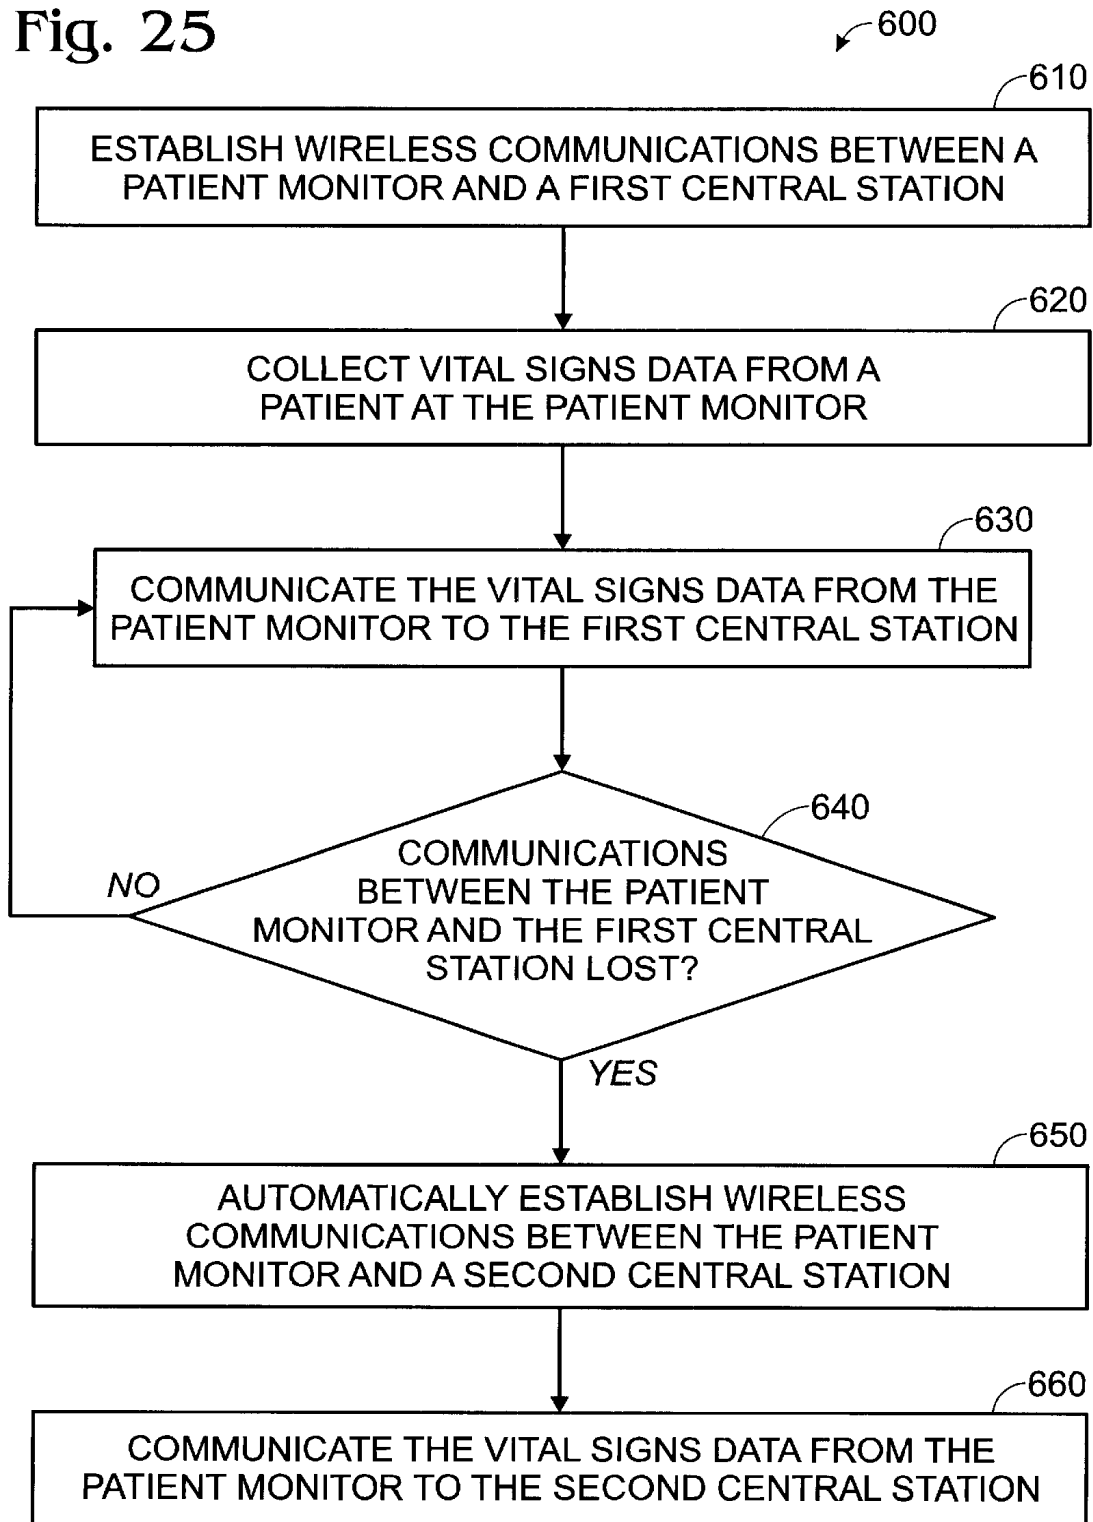 Fig. 25
600
610
ESTABLISH WIRELESS COMMUNICATIONS BETWEEN A
PATIENT MONITOR AND A FIRST CENTRAL STATION
620
COLLECT VITAL SIGNS DATA FROM A
PATIENT AT THE PATIENT MONITOR
630
COMMUNICATE THE VITAL SIGNS DATA FROM THE
PATIENT MONITOR TO THE FIRST CENTRAL STATION
640
COMMUNICATIONS
BETWEEN THE PATIENT
MONITOR AND THE FIRST CENTRAL
STATION LOST?
NO
YES
650
AUTOMATICALLY ESTABLISH WIRELESS
COMMUNICATIONS BETWEEN THE PATIENT
MONITOR AND A SECOND CENTRAL STATION
660
COMMUNICATE THE VITAL SIGNS DATA FROM THE
PATIENT MONITOR TO THE SECOND CENTRAL STATION